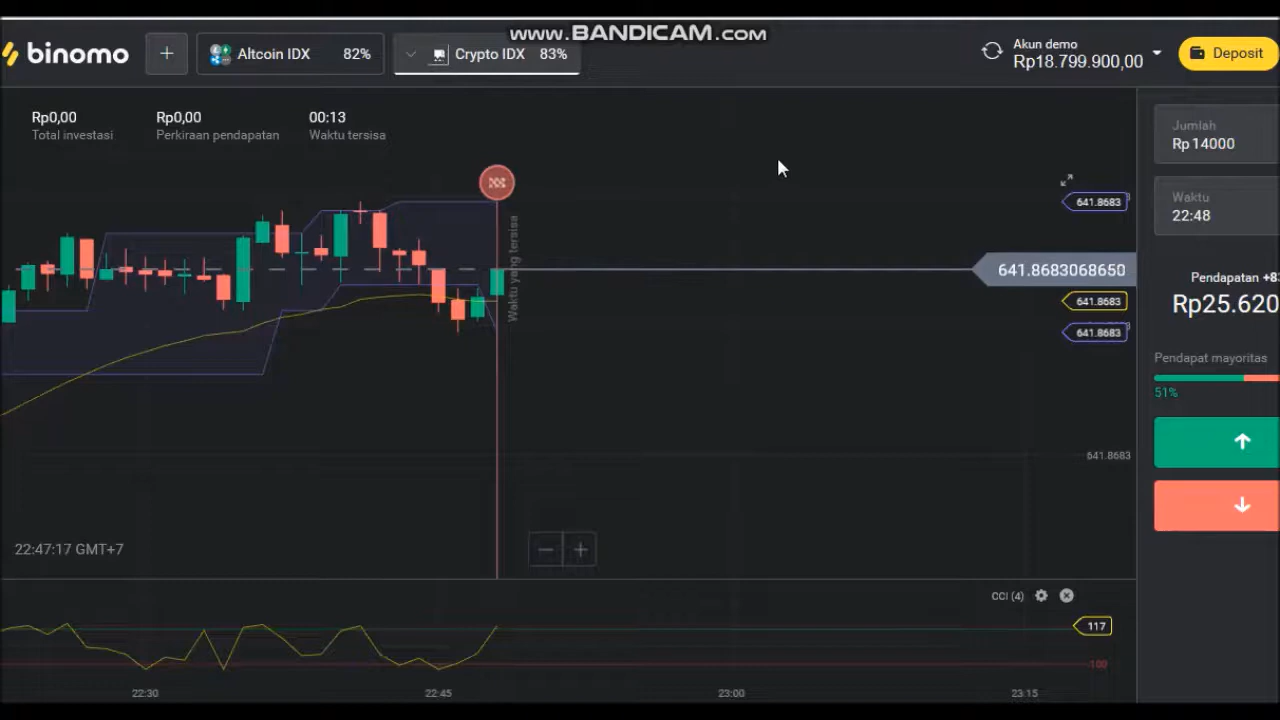 www.BANDICAM.com
binomo
+
Altcoin IDX 82%
Crypto IDX 83%
Akun demo
Rp18.799.900,00
Deposit
Rp0,00
Total investasi
Rp0,00
Perkiraan pendapatan
00:13
Waktu tersisa
Jumlah
Rp14000
Waktu
22:48
Waktu yang tersisa
641.8683
641.8683068650
641.8683
641.8683
641.8683
Pendapatan +83
Rp25.620
Pendapat mayoritas
51%
22:47:17 GMT+7
− +
CCI (4)
117
-100
22:30 22:45 23:00 23:15